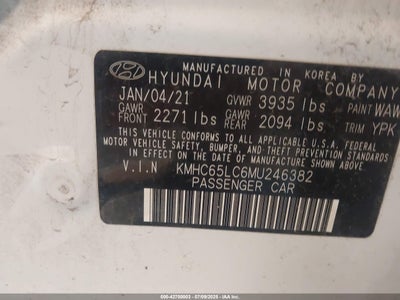 MANUFACTURED IN KOREA BY
HYUNDAI MOTOR COMPANY
JAN/04/21 GVWR 3935 lbs PAINT WAW
GAWR FRONT 2271 lbs GAWR REAR 2094 lbs TRIM YPK
THIS VEHICLE CONFORMS TO ALL APPLICABLE U.S. FEDERAL
MOTOR VEHICLE SAFETY, BUMPER, AND THEFT PREVENTION
STANDARDS IN EFFECT ON THE DATE OF MANUFACTURE
SHOWN ABOVE.
V.I.N KMHC65LC6MU246382
PASSENGER CAR